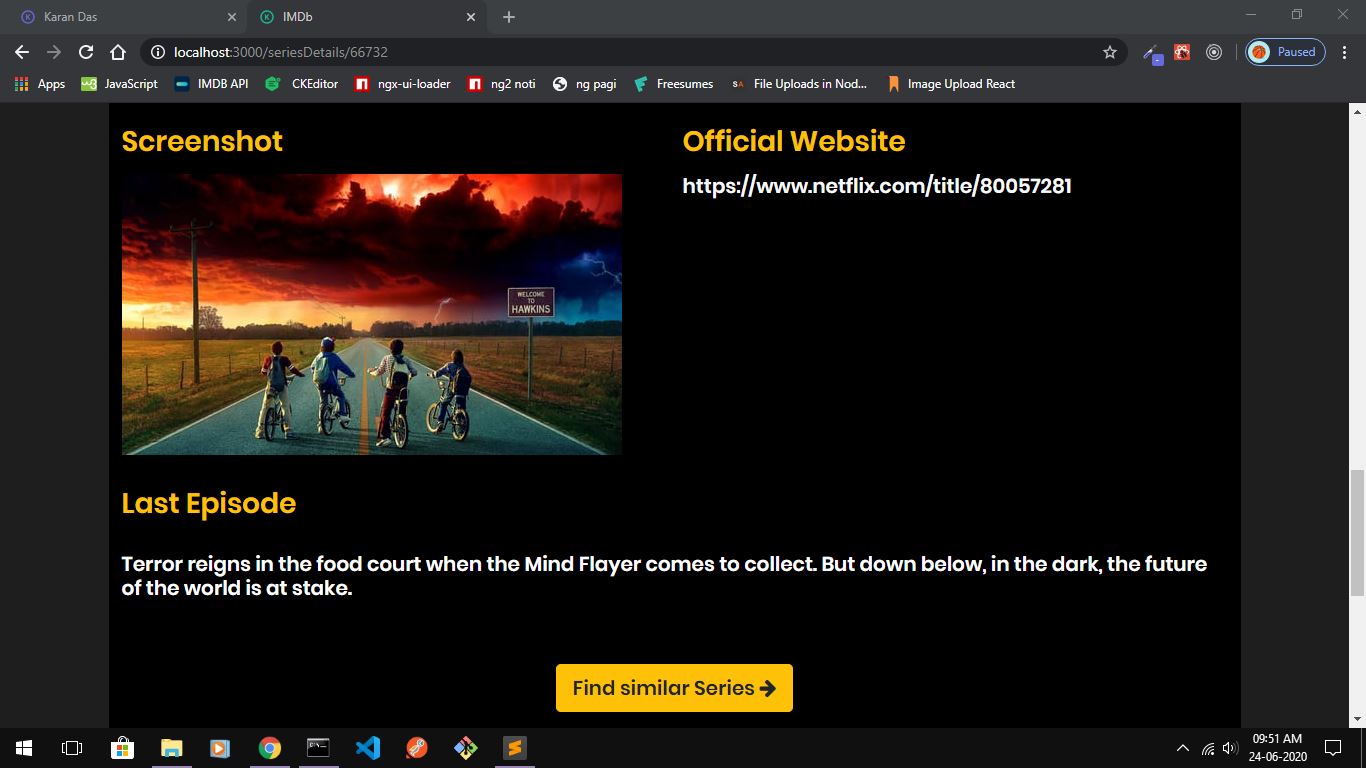 Karan Das
IMDb
localhost:3000/seriesDetails/66732
Paused
Apps
JavaScript
IMDB API
CKEditor
ngx-ui-loader
ng2 noti
ng pagi
Freesumes
File Uploads in Nod...
Image Upload React
Screenshot
Official Website
https://www.netflix.com/title/80057281
WELCOME
TO
HAWKINS
Last Episode
Terror reigns in the food court when the Mind Flayer comes to collect. But down below, in the dark, the future
of the world is at stake.
Find similar Series
09:51 AM
24-06-2020